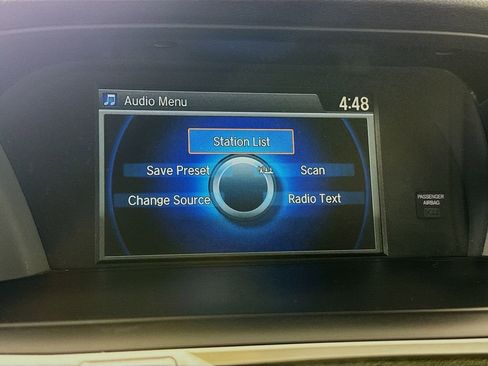 Audio Menu 4:48
Station List
Save Preset Scan
Change Source Radio Text
PASSENGER
AIRBAG